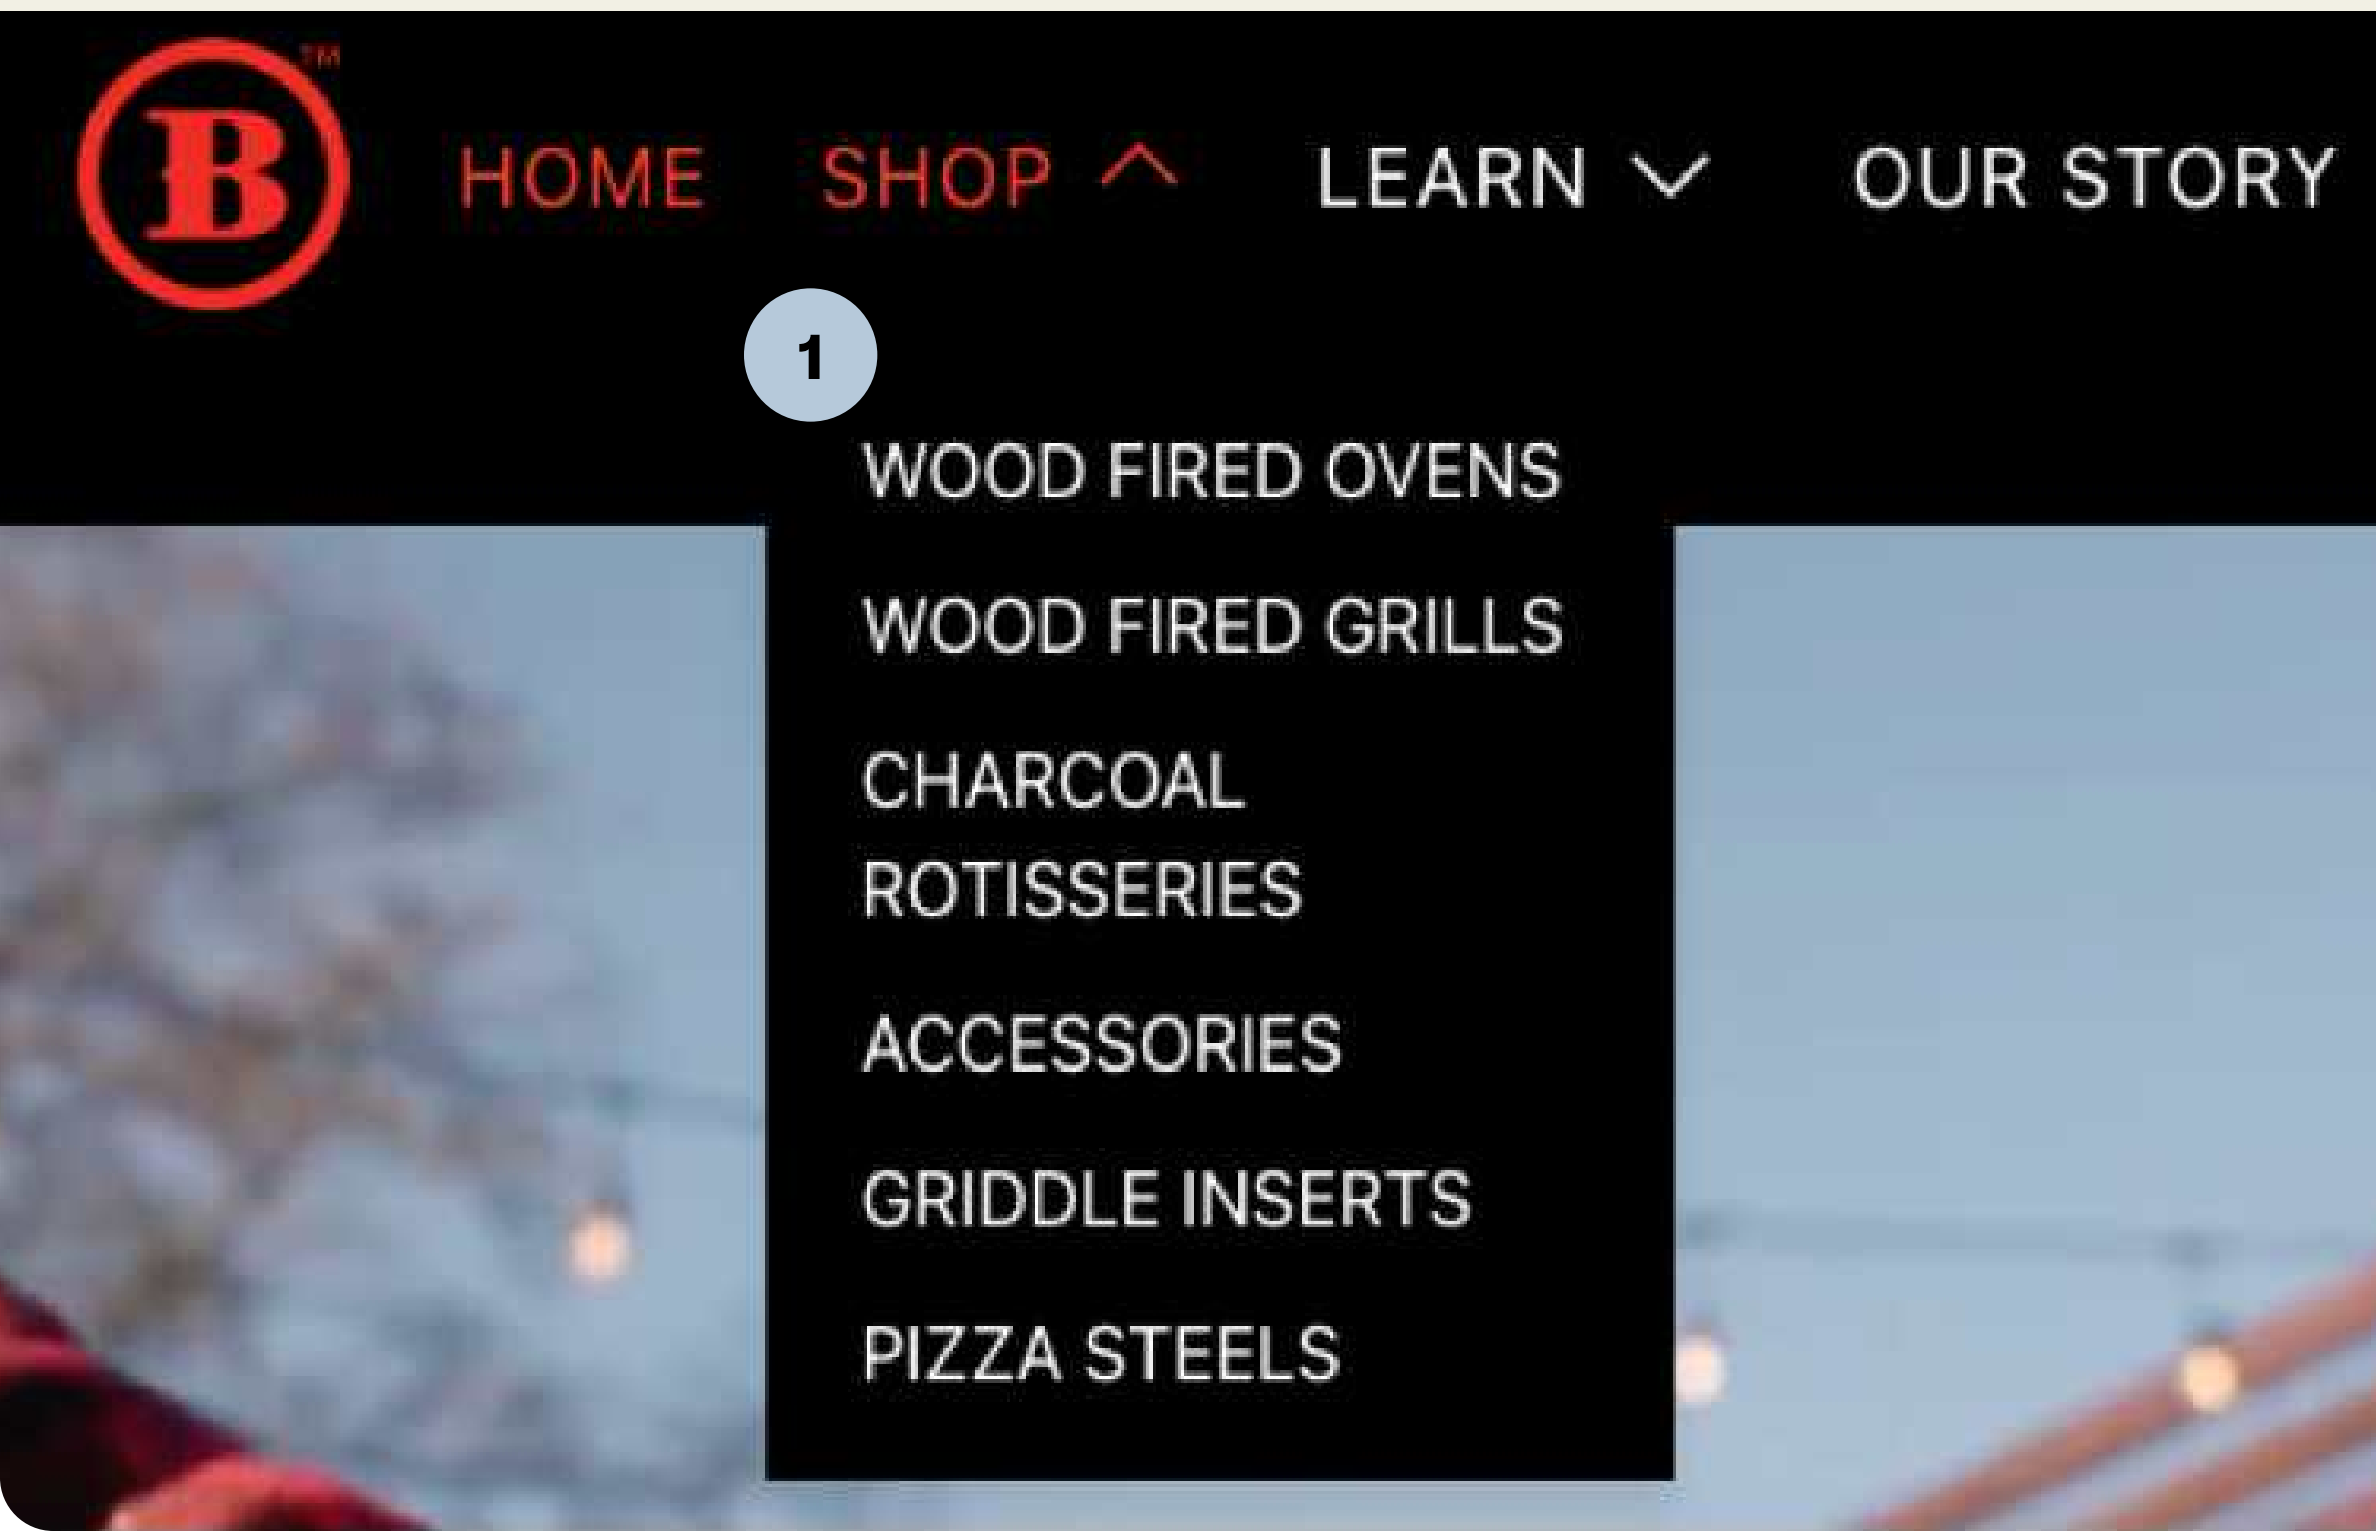 B
TM
HOME SHOP LEARN OUR STORY
1
WOOD FIRED OVENS
WOOD FIRED GRILLS
CHARCOAL
ROTISSERIES
ACCESSORIES
GRIDDLE INSERTS
PIZZA STEELS